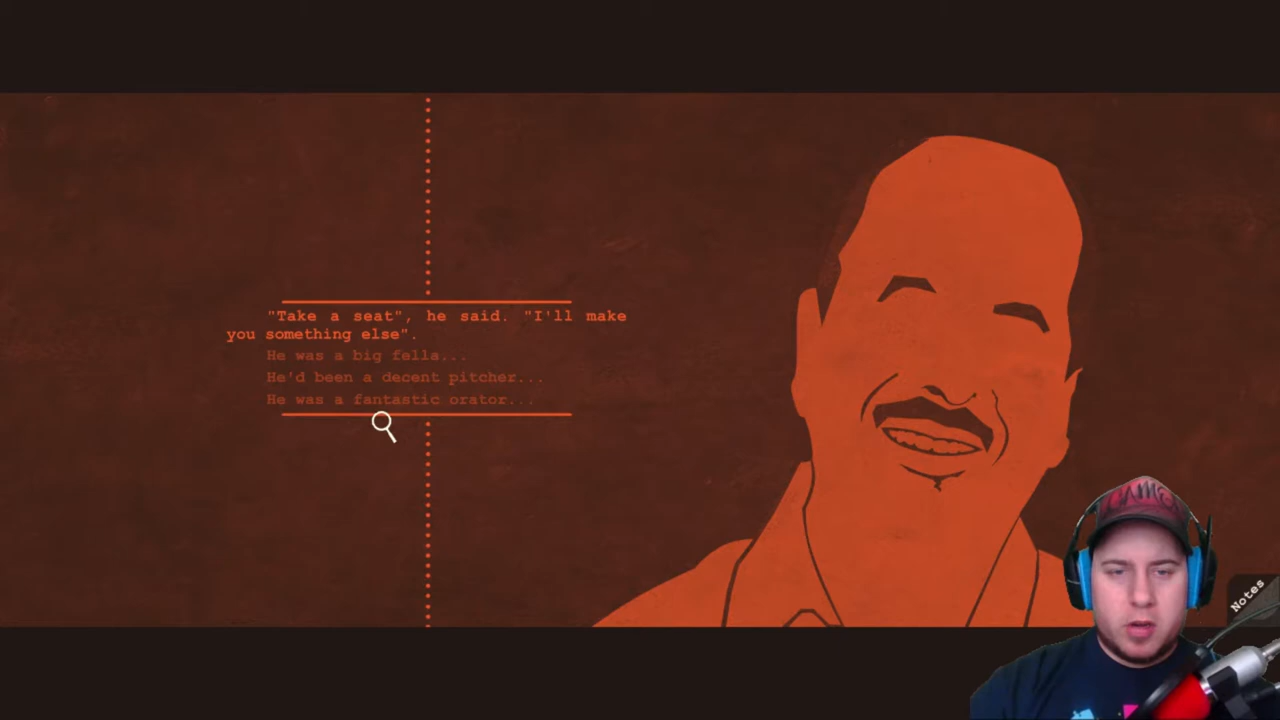 "Take a seat", he said. "I'll make
you something else".
He was a big fella...
He'd been a decent pitcher...
He was a fantastic orator...
Notes